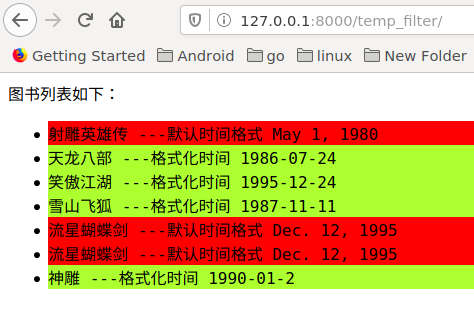 127.0.0.1:8000/temp_filter/
Getting Started Android go linux New Folder
图书列表如下：
射雕英雄传 ---默认时间格式 May 1, 1980
天龙八部 ---格式化时间 1986-07-24
笑傲江湖 ---格式化时间 1995-12-24
雪山飞狐 ---格式化时间 1987-11-11
流星蝴蝶剑 ---默认时间格式 Dec. 12, 1995
流星蝴蝶剑 ---默认时间格式 Dec. 12, 1995
神雕 ---格式化时间 1990-01-2